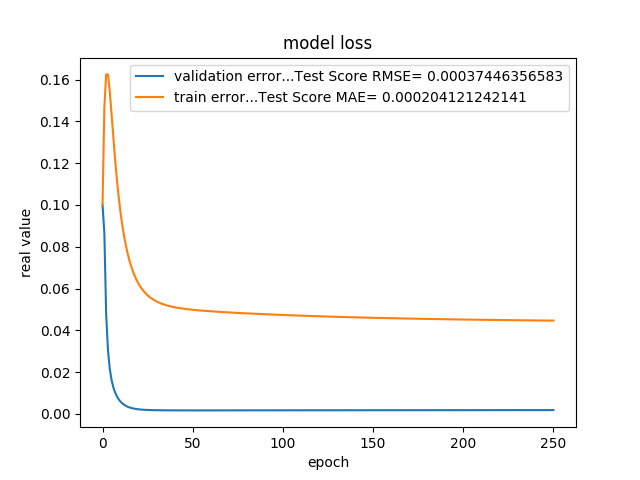 model loss
validation error...Test Score RMSE= 0.00037446356583
train error...Test Score MAE= 0.000204121242141
0.16
0.14
0.12
0.10
0.08
0.06
0.04
0.02
0.00
real value
0 50 100 150 200 250
epoch